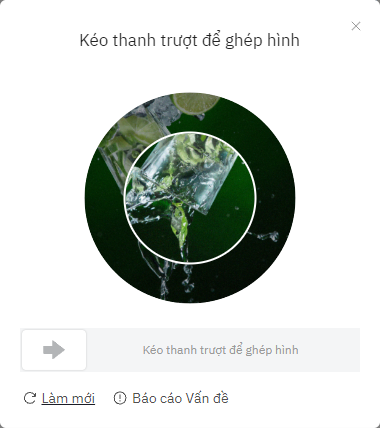 Kéo thanh trượt để ghép hình
Kéo thanh trượt để ghép hình
Làm mới
Báo cáo Vấn đề